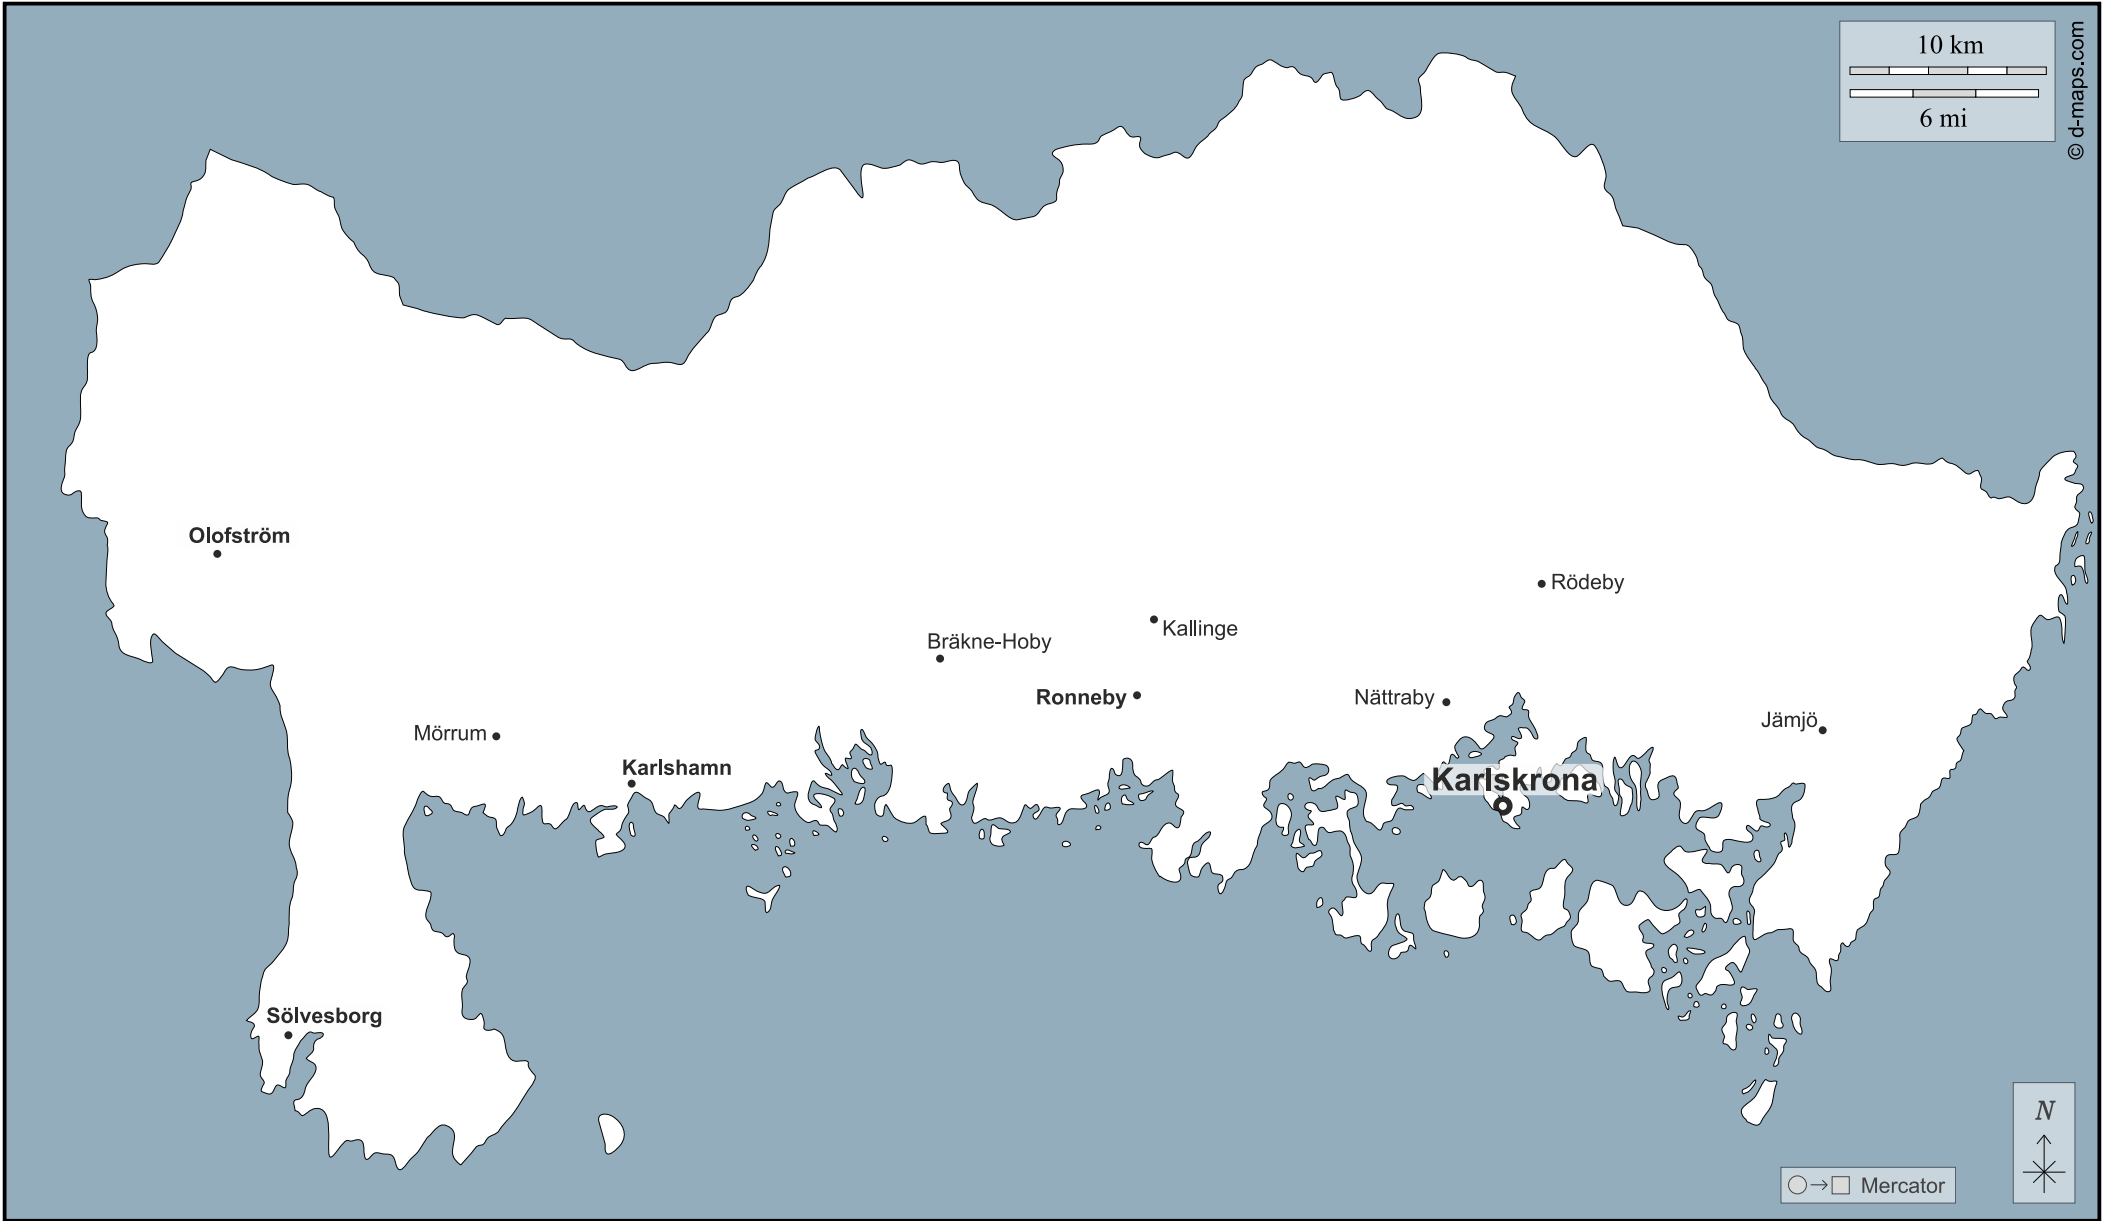 10 km
6 mi
© d-maps.com
Olofström
Rödeby
Kallinge
Bräkne-Hoby
Ronneby
Nättraby
Jämjö
Mörrum
Karlshamn
Karlskrona
Sölvesborg
N
Mercator